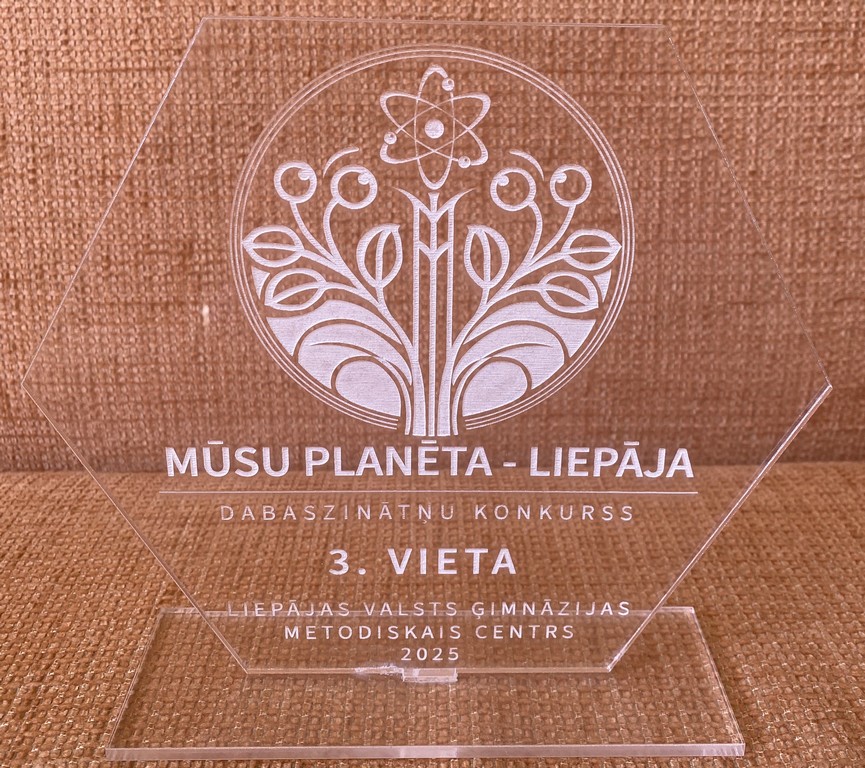 MŪSU PLANĒTA - LIEPĀJA
DABASZINĀTŅU KONKURSS
3. VIETA
LIEPĀJAS VALSTS ĢIMNĀZIJAS
METODISKAIS CENTRS
2025